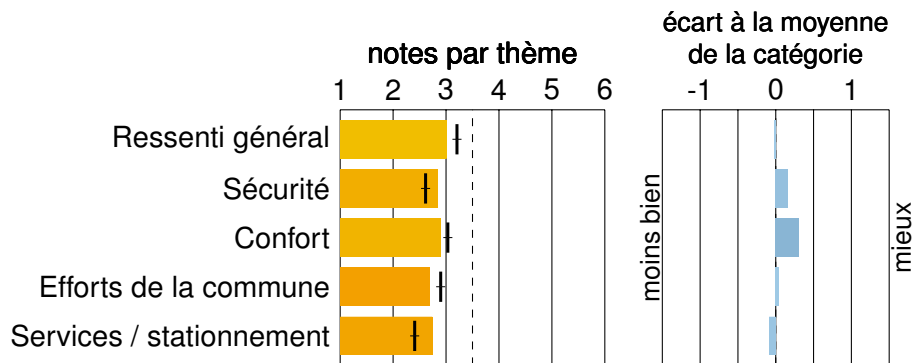 notes par thème
1 2 3 4 5 6
Ressenti général
Sécurité
Confort
Efforts de la commune
Services / stationnement
écart à la moyenne
de la catégorie
-1 0 1
moins bien
mieux